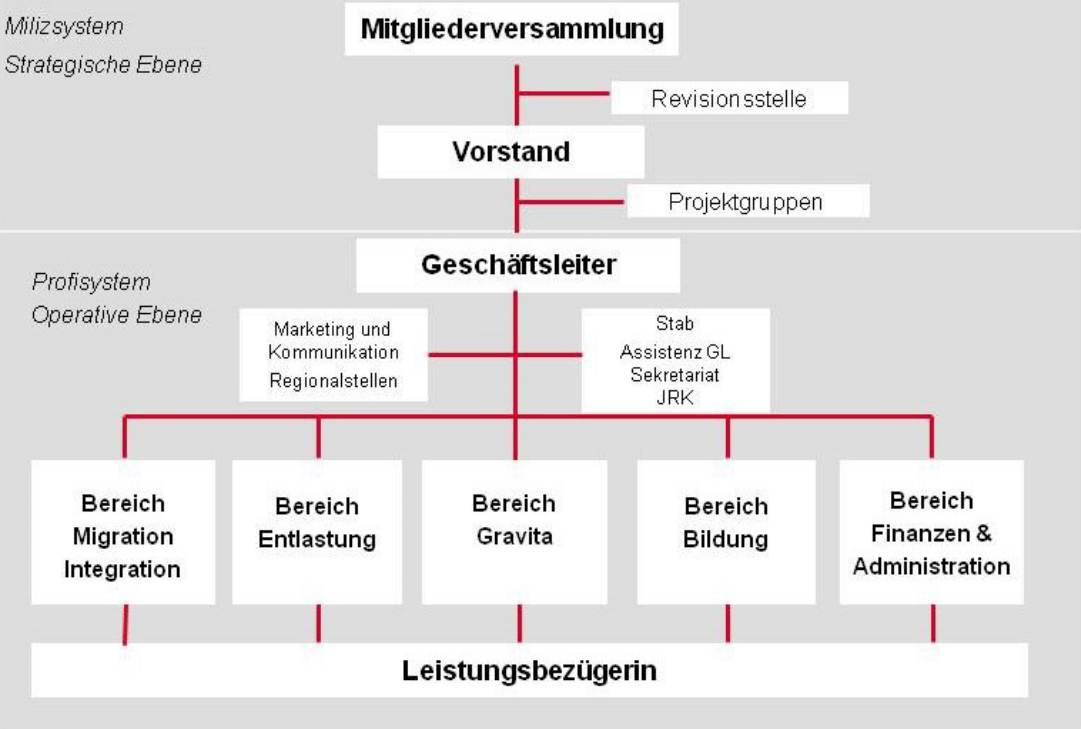 Milizsystem
Strategische Ebene
Mitgliederversammlung
Revisionsstelle
Vorstand
Projektgruppen
Profisystem
Operative Ebene
Geschäftsleiter
Marketing und
Kommunikation
Regionalstellen
Stab
Assistenz GL
Sekretariat
JRK
Bereich
Migration
Integration
Bereich
Entlastung
Bereich
Gravita
Bereich
Bildung
Bereich
Finanzen &
Administration
Leistungsbezügerin